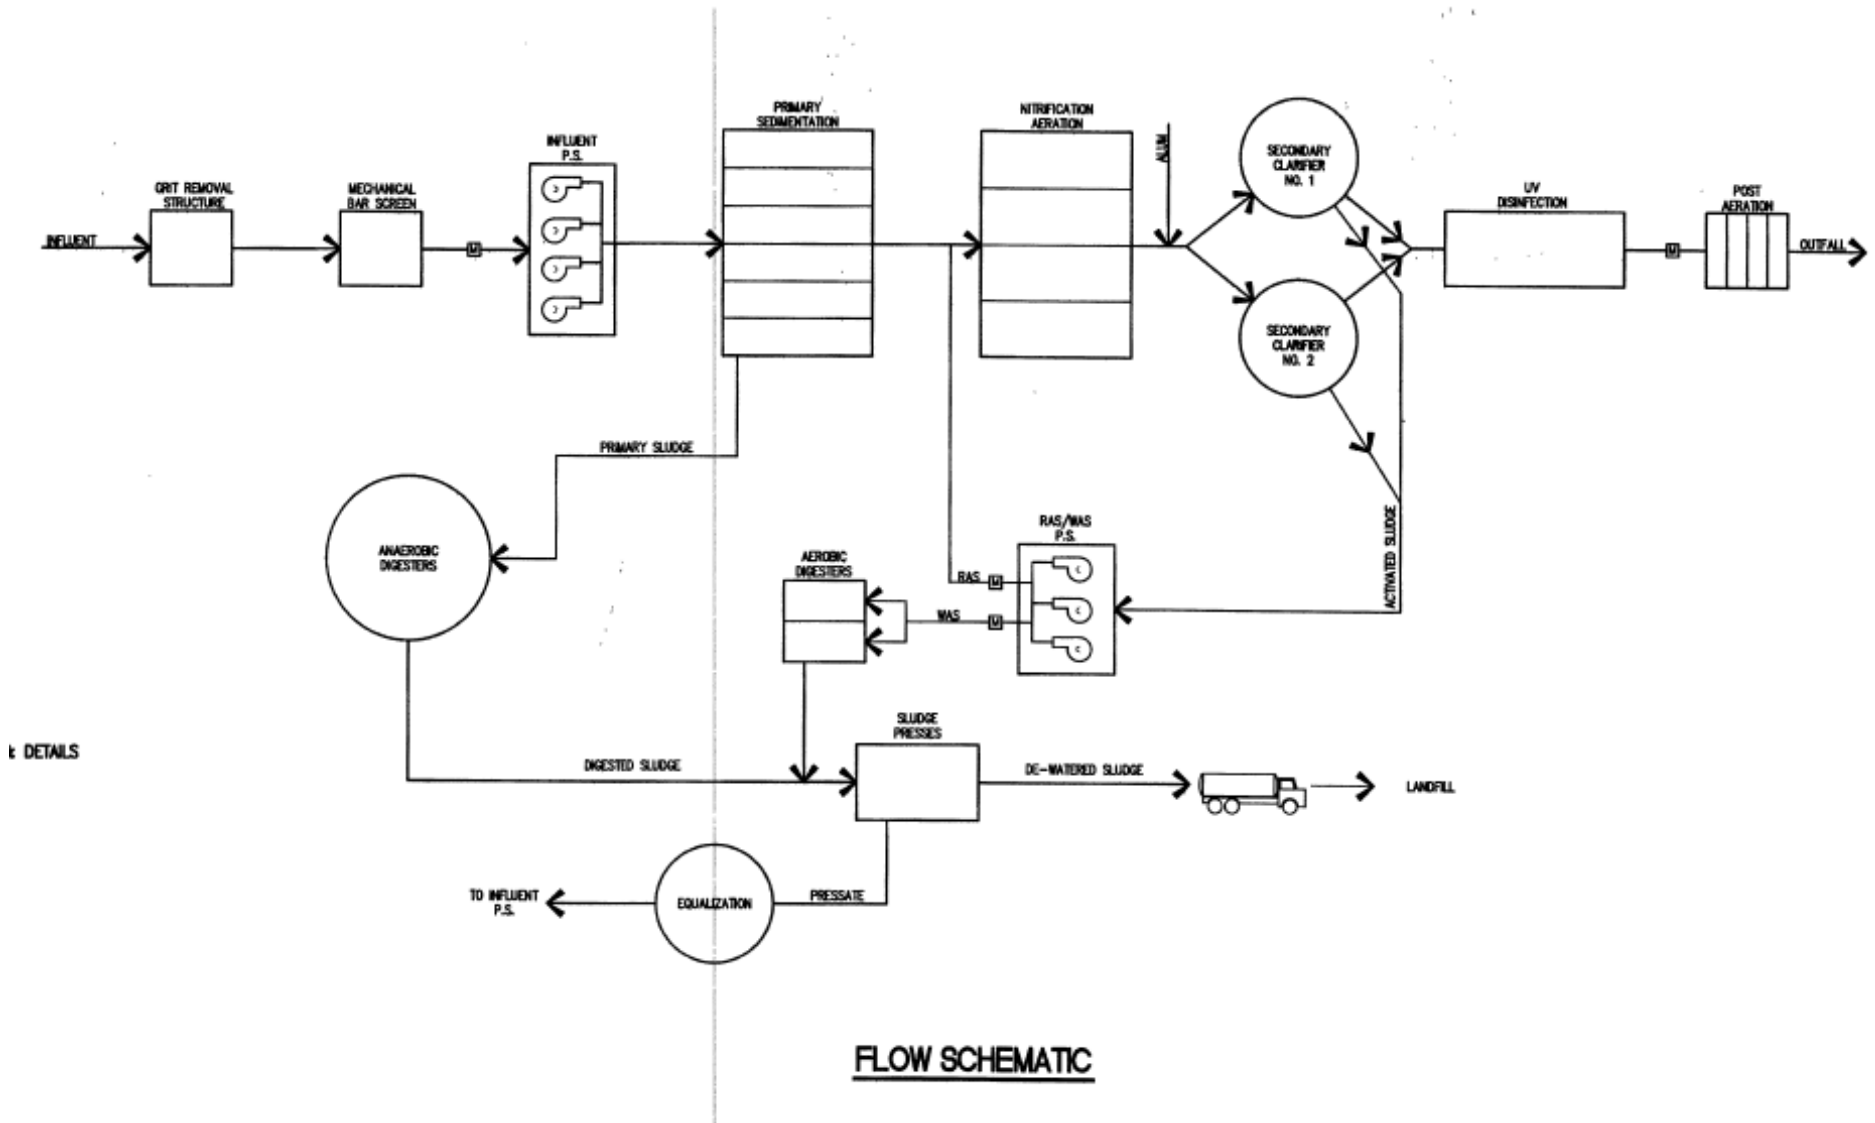 PRIMARY
SEDIMENTATION
NITRIFICATION
AERATION
INFLUENT
P.S.
ALUM
SECONDARY
CLARIFIER
NO. 1
GRIT REMOVAL
STRUCTURE
MECHANICAL
BAR SCREEN
UV
DISINFECTION
POST
AERATION
INFLUENT
M
M
OUTFALL
SECONDARY
CLARIFIER
NO. 2
PRIMARY SLUDGE
ANAEROBIC
DIGESTERS
AEROBIC
DIGESTERS
RAS/WAS
P.S.
RAS
M
WAS
M
ACTIVATED SLUDGE
SLUDGE
PRESSES
DETAILS
DIGESTED SLUDGE
DE-WATERED SLUDGE
LANDFILL
TO INFLUENT
P.S.
EQUALIZATION
PRESSATE
FLOW SCHEMATIC